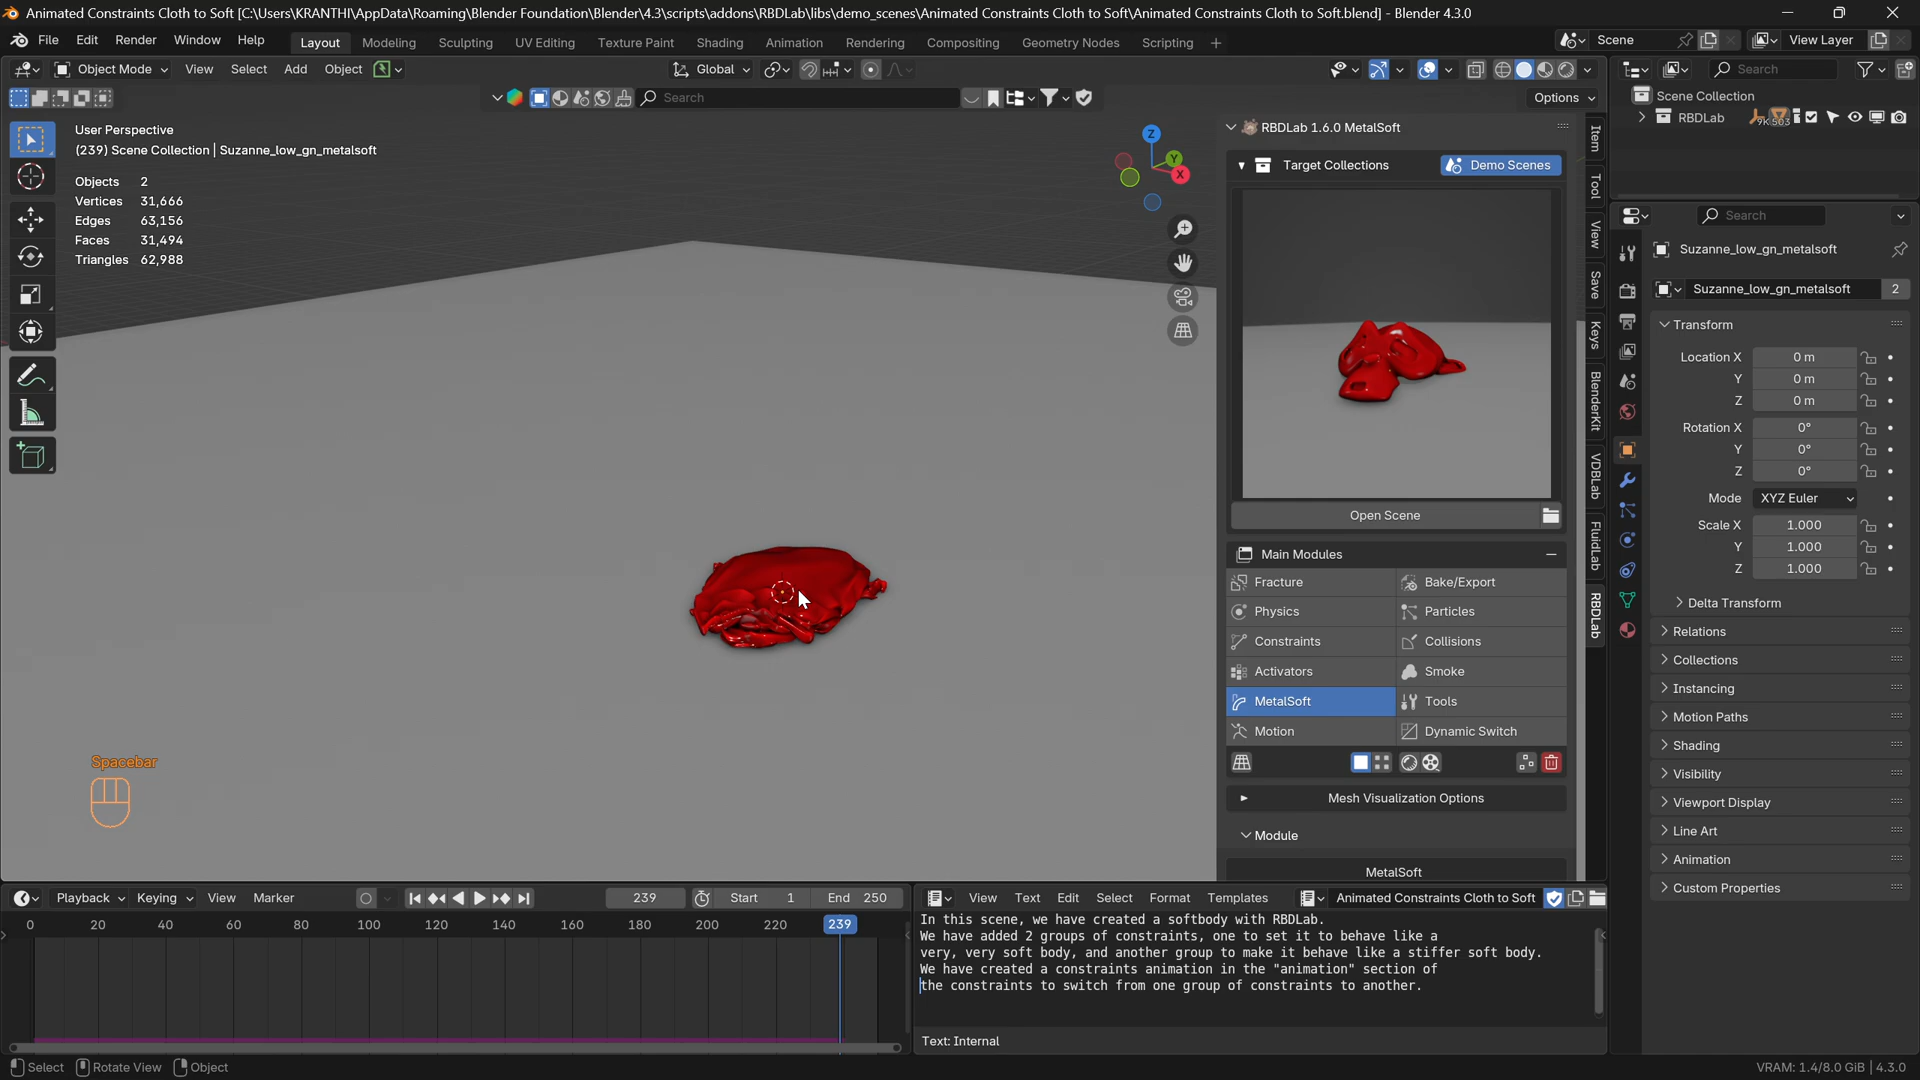 Animated Constraints Cloth to Soft [C:\Users\KRANTHI\AppData\Roaming\Blender Foundation\Blender\4.3\scripts\addons\RBDLab\libs\demo_scenes\Animated Constraints Cloth to Soft\Animated Constraints Cloth to Soft.blend] - Blender 4.3.0
File Edit Render Window Help Layout Modeling Sculpting UV Editing Texture Paint Shading Animation Rendering Compositing Geometry Nodes Scripting + Scene View Layer
Object Mode View Select Add Object Global Search
Search Options
Scene Collection
RBDLab
User Perspective
(239) Scene Collection | Suzanne_low_gn_metalsoft
Objects 2
Vertices 31,666
Edges 63,156
Faces 31,494
Triangles 62,988
Z
Y
X
Spacebar
RBDLab 1.6.0 MetalSoft
Target Collections Demo Scenes
Open Scene
Main Modules
Fracture Bake/Export
Physics Particles
Constraints Collisions
Activators Smoke
MetalSoft Tools
Motion Dynamic Switch
Mesh Visualization Options
Module
MetalSoft
Item
Tool
View
Save
Keys
BlenderKit
VDBLab
FluidLab
RBDLab
Search
Suzanne_low_gn_metalsoft
Suzanne_low_gn_metalsoft 2
Transform
Location X 0 m
Y 0 m
Z 0 m
Rotation X 0°
Y 0°
Z 0°
Mode XYZ Euler
Scale X 1.000
Y 1.000
Z 1.000
Delta Transform
Relations
Collections
Instancing
Motion Paths
Shading
Visibility
Viewport Display
Line Art
Animation
Custom Properties
Playback Keying View Marker 239 Start 1 End 250
0 20 40 60 80 100 120 140 160 180 200 220 239
View Text Edit Select Format Templates Animated Constraints Cloth to Soft
In this scene, we have created a softbody with RBDLab.
We have added 2 groups of constraints, one to set it to behave like a
very, very soft body, and another group to make it behave like a stiffer soft body.
We have created a constraints animation in the "animation" section of
the constraints to switch from one group of constraints to another.
Text: Internal
Select Rotate View Object VRAM: 1.4/8.0 GiB | 4.3.0